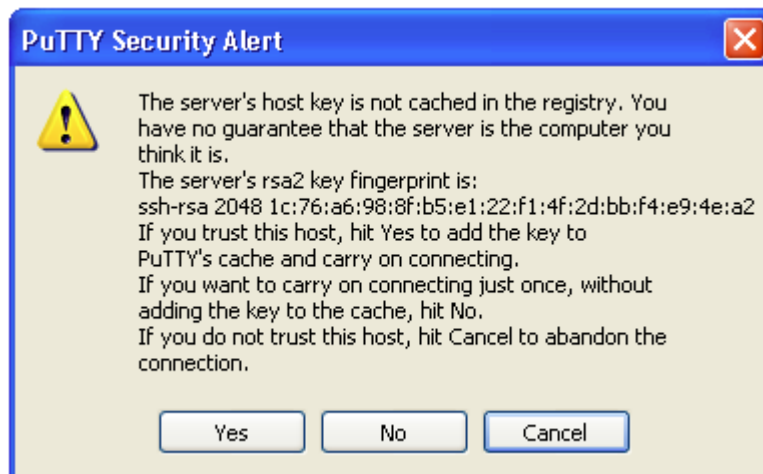 PuTTY Security Alert
The server's host key is not cached in the registry. You
have no guarantee that the server is the computer you
think it is.
The server's rsa2 key fingerprint is:
ssh-rsa 2048 1c:76:a6:98:8f:b5:e1:22:f1:4f:2d:bb:f4:e9:4e:a2
If you trust this host, hit Yes to add the key to
PuTTY's cache and carry on connecting.
If you want to carry on connecting just once, without
adding the key to the cache, hit No.
If you do not trust this host, hit Cancel to abandon the
connection.
Yes No Cancel